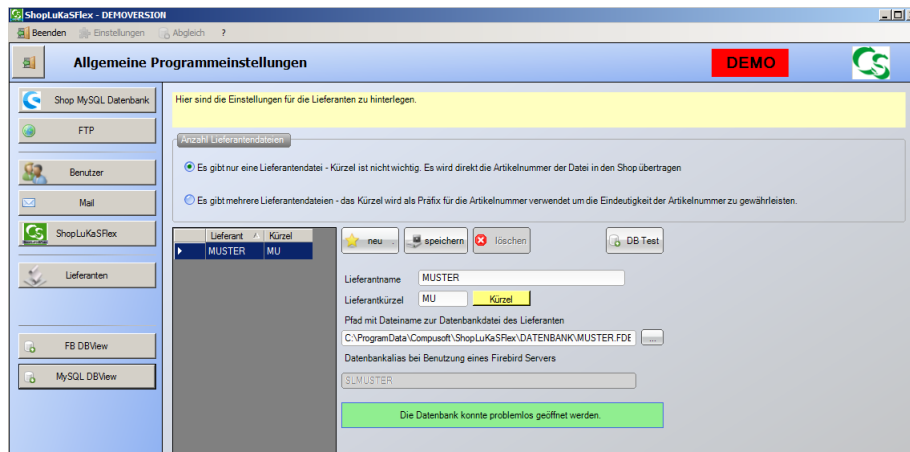 ShopLuKaSFlex - DEMOVERSION
Beenden Einstellungen Abgleich ?
Allgemeine Programmeinstellungen
DEMO
CS
Shop MySQL Datenbank
FTP
Benutzer
Mail
ShopLuKaSFlex
Lieferanten
FB DBView
MySQL DBView
Hier sind die Einstellungen für die Lieferanten zu hinterlegen.
Anzahl Lieferantendateien
Es gibt nur eine Lieferantendatei - Kürzel ist nicht wichtig. Es wird direkt die Artikelnummer der Datei in den Shop übertragen
Es gibt mehrere Lieferantendateien - das Kürzel wird als Präfix für die Artikelnummer verwendet um die Eindeutigkeit der Artikelnummer zu gewährleisten.
Lieferant Kürzel
MUSTER MU
neu speichern löschen DB Test
Lieferantname MUSTER
Lieferantkürzel MU Kürzel
Pfad mit Dateiname zur Datenbankdatei des Lieferanten
C:\ProgramData\Compusoft\ShopLuKaSFlex\DATENBANK\MUSTER.FDB ...
Datenbankalias bei Benutzung eines Firebird Servers
SLMUSTER
Die Datenbank konnte problemlos geöffnet werden.